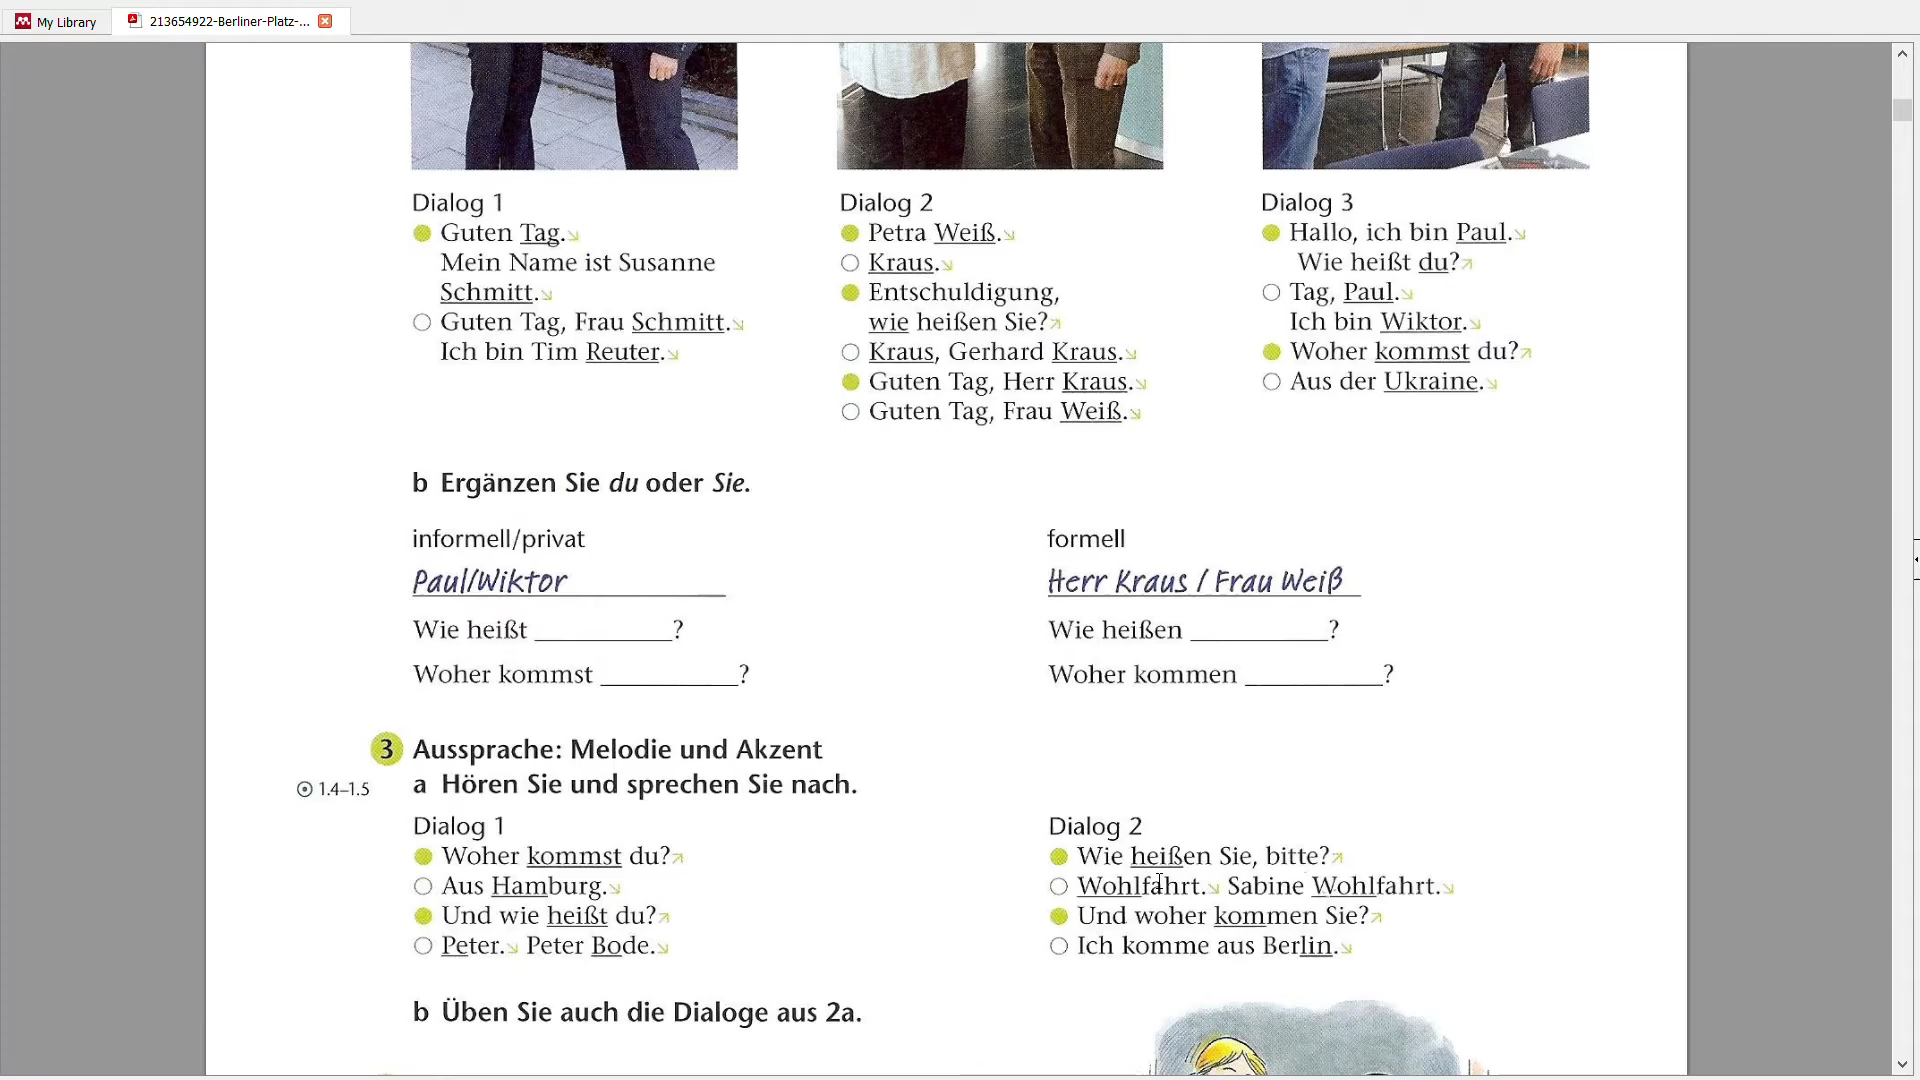 My Library
213654922-Berliner-Platz-...
Dialog 1
Guten Tag.
Mein Name ist Susanne
Schmitt.
Guten Tag, Frau Schmitt.
Ich bin Tim Reuter.
Dialog 2
Petra Weiß.
Kraus.
Entschuldigung,
wie heißen Sie?
Kraus, Gerhard Kraus.
Guten Tag, Herr Kraus.
Guten Tag, Frau Weiß.
Dialog 3
Hallo, ich bin Paul.
Wie heißt du?
Tag, Paul.
Ich bin Wiktor.
Woher kommst du?
Aus der Ukraine.
b Ergänzen Sie du oder Sie.
informell/privat
Paul/Wiktor
Wie heißt ___________?
Woher kommst ___________?
formell
Herr Kraus / Frau Weiß
Wie heißen ___________?
Woher kommen ___________?
3 Aussprache: Melodie und Akzent
1.4–1.5 a Hören Sie und sprechen Sie nach.
Dialog 1
Woher kommst du?
Aus Hamburg.
Und wie heißt du?
Peter. Peter Bode.
Dialog 2
Wie heißen Sie, bitte?
Wohlfahrt. Sabine Wohlfahrt.
Und woher kommen Sie?
Ich komme aus Berlin.
b Üben Sie auch die Dialoge aus 2a.